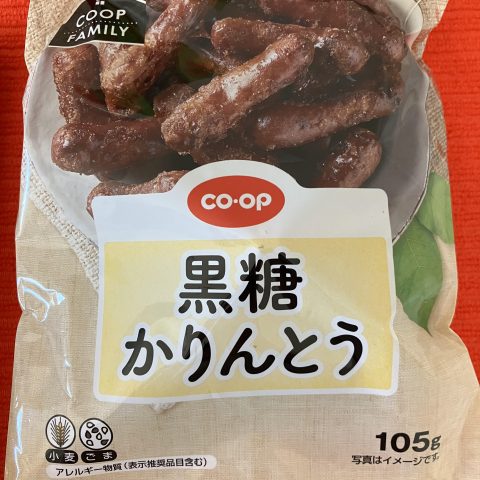 COOP
FAMILY
CO·OP
黒糖
かりんとう
小麦 ごま
アレルギー物質(表示推奨品目含む)
105g
写真はイメージです。